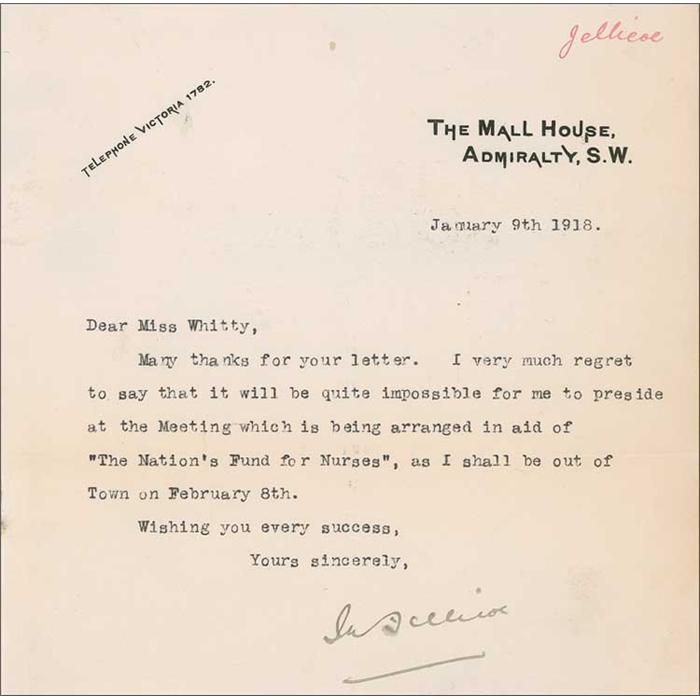 Jellicoe
TELEPHONE VICTORIA 1782.
THE MALL HOUSE,
ADMIRALTY, S.W.
January 9th 1918.
Dear Miss Whitty,
Many thanks for your letter. I very much regret
to say that it will be quite impossible for me to preside
at the Meeting which is being arranged in aid of
"The Nation's Fund for Nurses", as I shall be out of
Town on February 8th.
Wishing you every success,
Yours sincerely,
Jellicoe